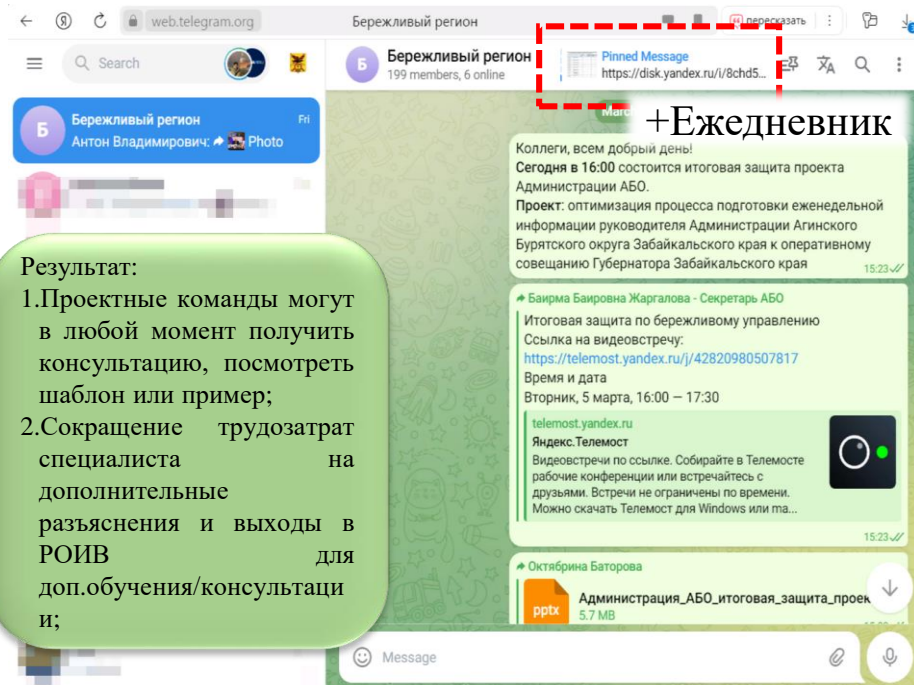 web.telegram.org
Бережливый регион
пересказать
Search
Б
Бережливый регион
199 members, 6 online
Pinned Message
https://disk.yandex.ru/i/8chd5...
+Ежедневник
Б
Бережливый регион
Fri
Антон Владимирович: Photo
Коллеги, всем добрый день!
Сегодня в 16:00 состоится итоговая защита проекта
Администрации АБО.
Проект: оптимизация процесса подготовки еженедельной
информации руководителя Администрации Агинского
Бурятского округа Забайкальского края к оперативному
совещанию Губернатора Забайкальского края
15:23
Результат:
1.Проектные команды могут
в любой момент получить
консультацию, посмотреть
шаблон или пример;
2.Сокращение трудозатрат
специалиста на
дополнительные
разъяснения и выходы в
РОИВ для
доп.обучения/консультаци
и;
Баирма Баировна Жаргалова - Секретарь АБО
Итоговая защита по бережливому управлению
Ссылка на видеовстречу:
https://telemost.yandex.ru/j/42820980507817
Время и дата
Вторник, 5 марта, 16:00 — 17:30
telemost.yandex.ru
Яндекс.Телемост
Видеовстречи по ссылке. Собирайте в Телемосте
рабочие конференции или встречайтесь с
друзьями. Встречи не ограничены по времени.
Можно скачать Телемост для Windows или ma...
15:23
Октябрина Баторова
pptx
Администрация_АБО_итоговая_защита_проек
5.7 MB
Message